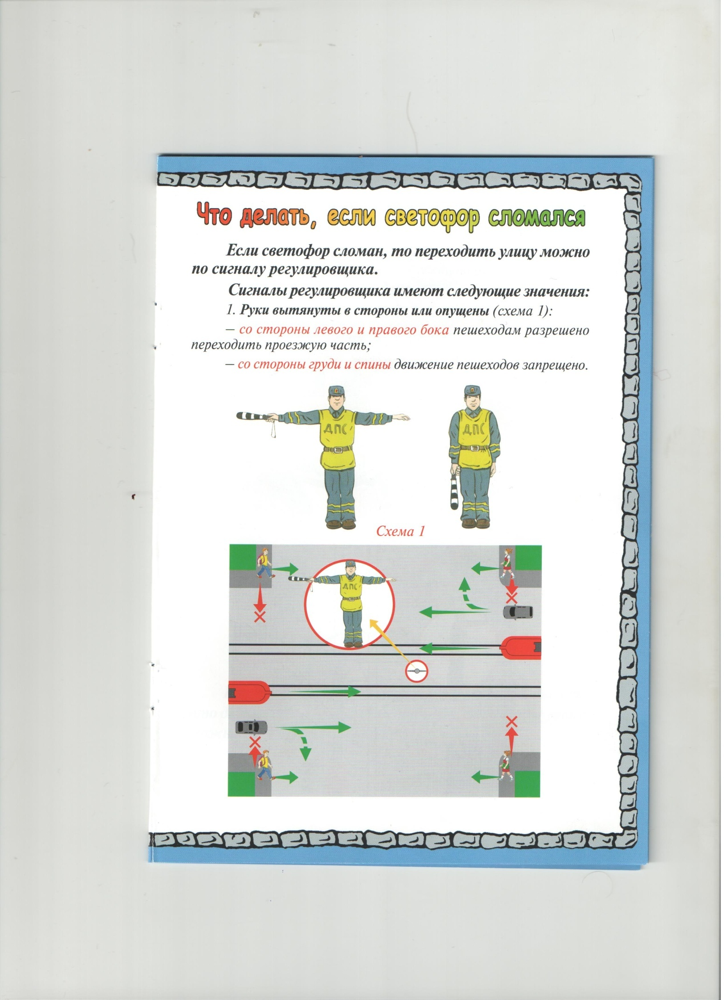 Что делать, если светофор сломался
Если светофор сломан, то переходить улицу можно
по сигналу регулировщика.
Сигналы регулировщика имеют следующие значения:
1. Руки вытянуты в стороны или опущены (схема 1):
– со стороны левого и правого бока пешеходам разрешено
переходить проезжую часть;
– со стороны груди и спины движение пешеходов запрещено.
ДПС
ДПС
Схема 1
ДПС